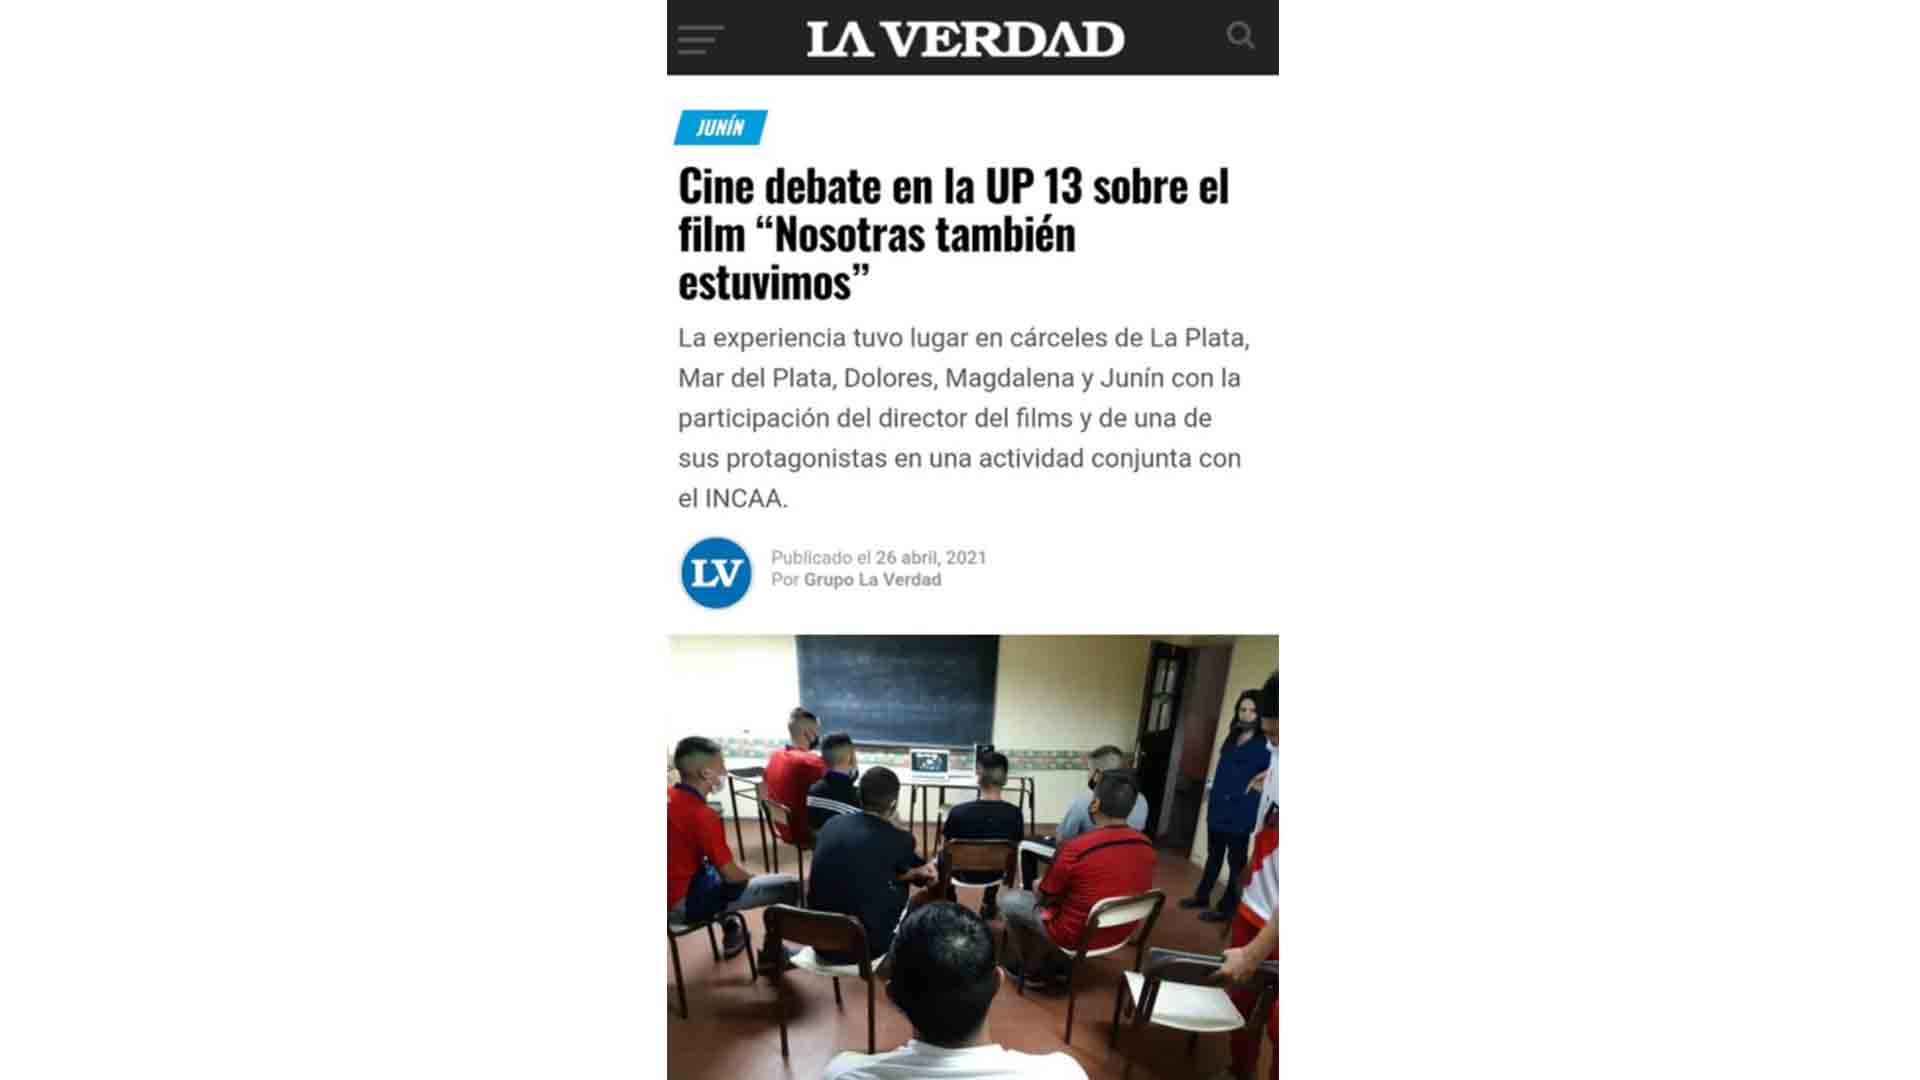 LA VERDAD
JUNÍN
Cine debate en la UP 13 sobre el
film “Nosotras también
estuvimos”
La experiencia tuvo lugar en cárceles de La Plata,
Mar del Plata, Dolores, Magdalena y Junín con la
participación del director del films y de una de
sus protagonistas en una actividad conjunta con
el INCAA.
LV
Publicado el 26 abril, 2021
Por Grupo La Verdad